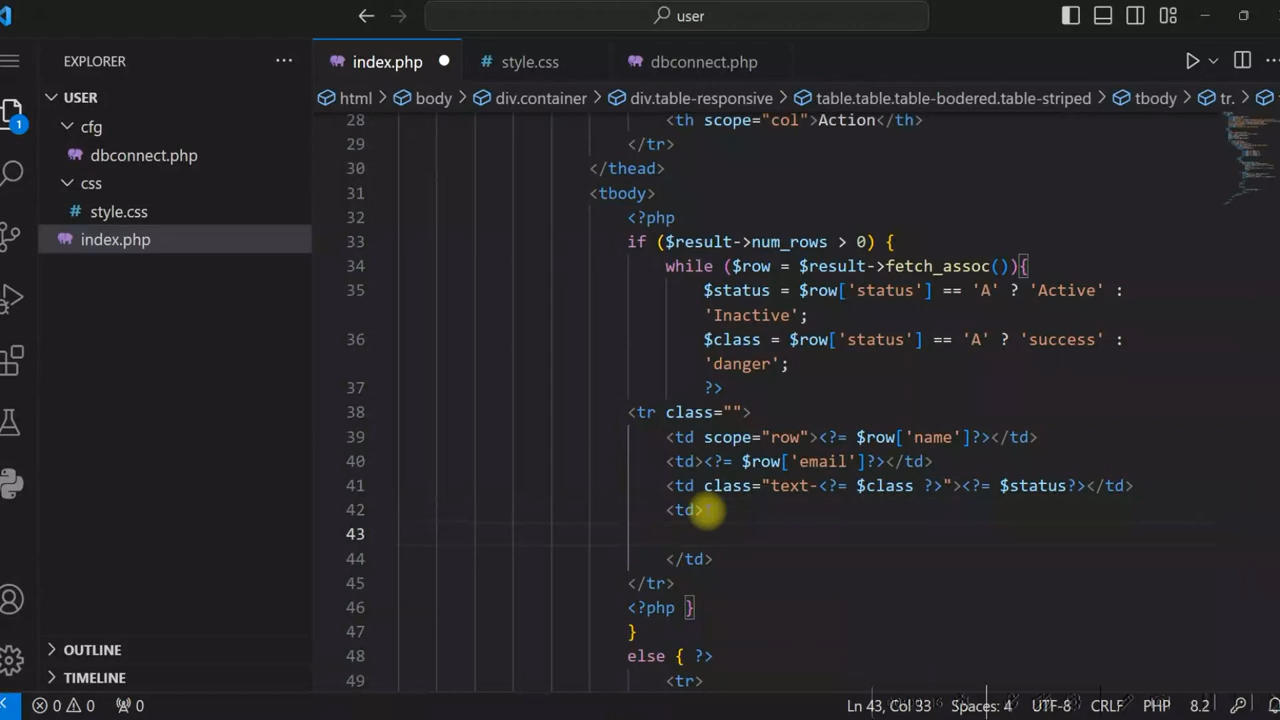 user
EXPLORER
index.php
style.css
dbconnect.php
USER
html body div.container div.table-responsive table.table.table-bodered.table-striped tbody tr.
cfg
dbconnect.php
css
style.css
index.php
1
28 <th scope="col">Action</th>
29 </tr>
30 </thead>
31 <tbody>
32 <?php
33 if ($result->num_rows > 0) {
34 while ($row = $result->fetch_assoc()){
35 $status = $row['status'] == 'A' ? 'Active' :
'Inactive';
36 $class = $row['status'] == 'A' ? 'success' :
'danger';
37 ?>
38 <tr class="">
39 <td scope="row"><?= $row['name']?></td>
40 <td><?= $row['email']?></td>
41 <td class="text-<?= $class ?>"><?= $status?></td>
42 <td>
43
44 </td>
45 </tr>
46 <?php }
47 }
48 else { ?>
49 <tr>
OUTLINE
TIMELINE
0 0 0 Ln 43, Col 33 Spaces: 4 UTF-8 CRLF PHP 8.2